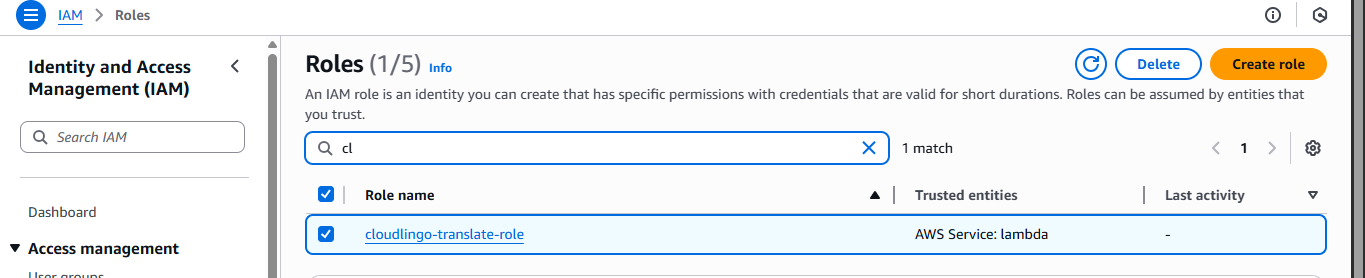 IAM > Roles
Identity and Access
Management (IAM)
Search IAM
Dashboard
Access management
User groups
Roles (1/5) Info
Delete
Create role
An IAM role is an identity you can create that has specific permissions with credentials that are valid for short durations. Roles can be assumed by entities that
you trust.
cl
1 match
1
Role name
Trusted entities
Last activity
cloudlingo-translate-role
AWS Service: lambda
-